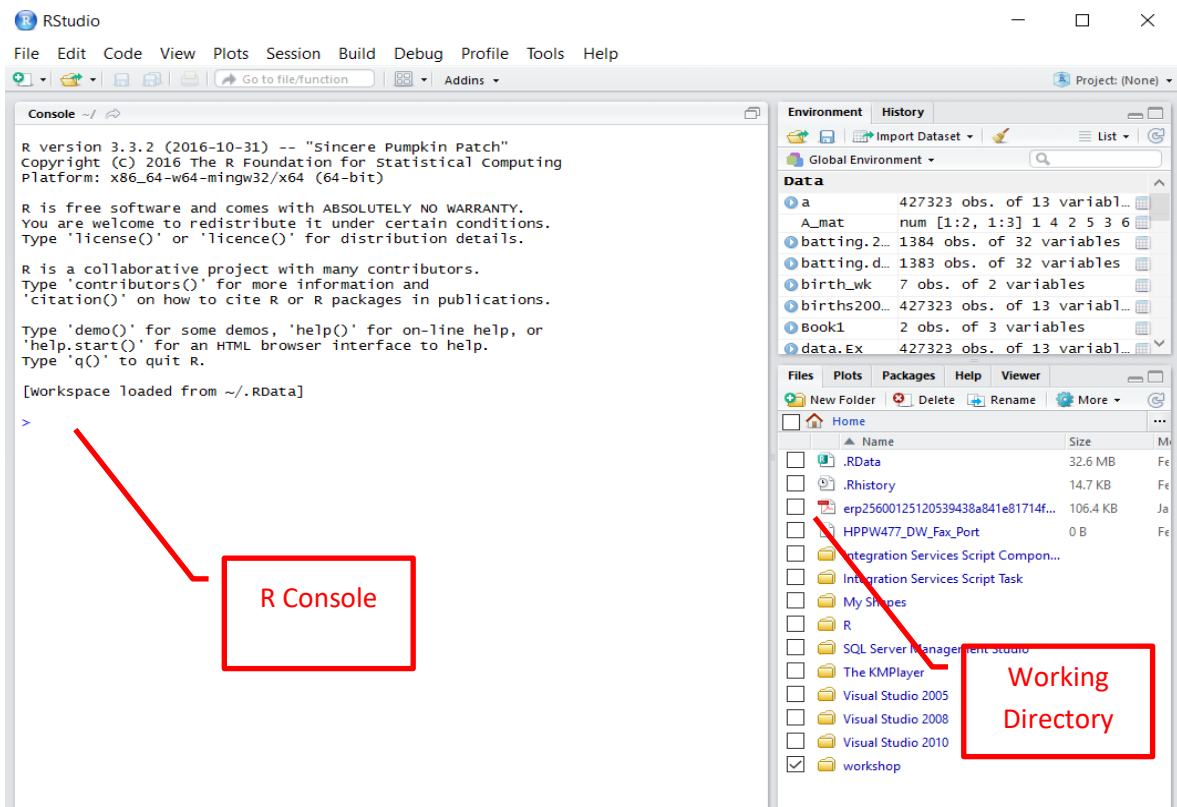 RStudio
File Edit Code View Plots Session Build Debug Profile Tools Help
Go to file/function Addins Project: (None)
Console ~/
R version 3.3.2 (2016-10-31) -- "Sincere Pumpkin Patch"
Copyright (C) 2016 The R Foundation for Statistical Computing
Platform: x86_64-w64-mingw32/x64 (64-bit)
R is free software and comes with ABSOLUTELY NO WARRANTY.
You are welcome to redistribute it under certain conditions.
Type 'license()' or 'licence()' for distribution details.
R is a collaborative project with many contributors.
Type 'contributors()' for more information and
'citation()' on how to cite R or R packages in publications.
Type 'demo()' for some demos, 'help()' for on-line help, or
'help.start()' for an HTML browser interface to help.
Type 'q()' to quit R.
[Workspace loaded from ~/.RData]
>
R Console
Environment History
Import Dataset List
Global Environment
Data
a 427323 obs. of 13 variabl…
A_mat num [1:2, 1:3] 1 4 2 5 3 6
batting.2… 1384 obs. of 32 variables
batting.d… 1383 obs. of 32 variables
birth_wk 7 obs. of 2 variables
births200… 427323 obs. of 13 variabl…
Book1 2 obs. of 3 variables
data.Ex 427323 obs. of 13 variabl…
Files Plots Packages Help Viewer
New Folder Delete Rename More
Home ...
Name Size M
.RData 32.6 MB Fe
.Rhistory 14.7 KB Fe
erp25600125120539438a841e81714f... 106.4 KB Ja
HPPW477_DW_Fax_Port 0 B Fe
Integration Services Script Compon...
Integration Services Script Task
My Shapes
R
SQL Server Management Studio
The KMPlayer
Visual Studio 2005
Visual Studio 2008
Visual Studio 2010
workshop
Working
Directory